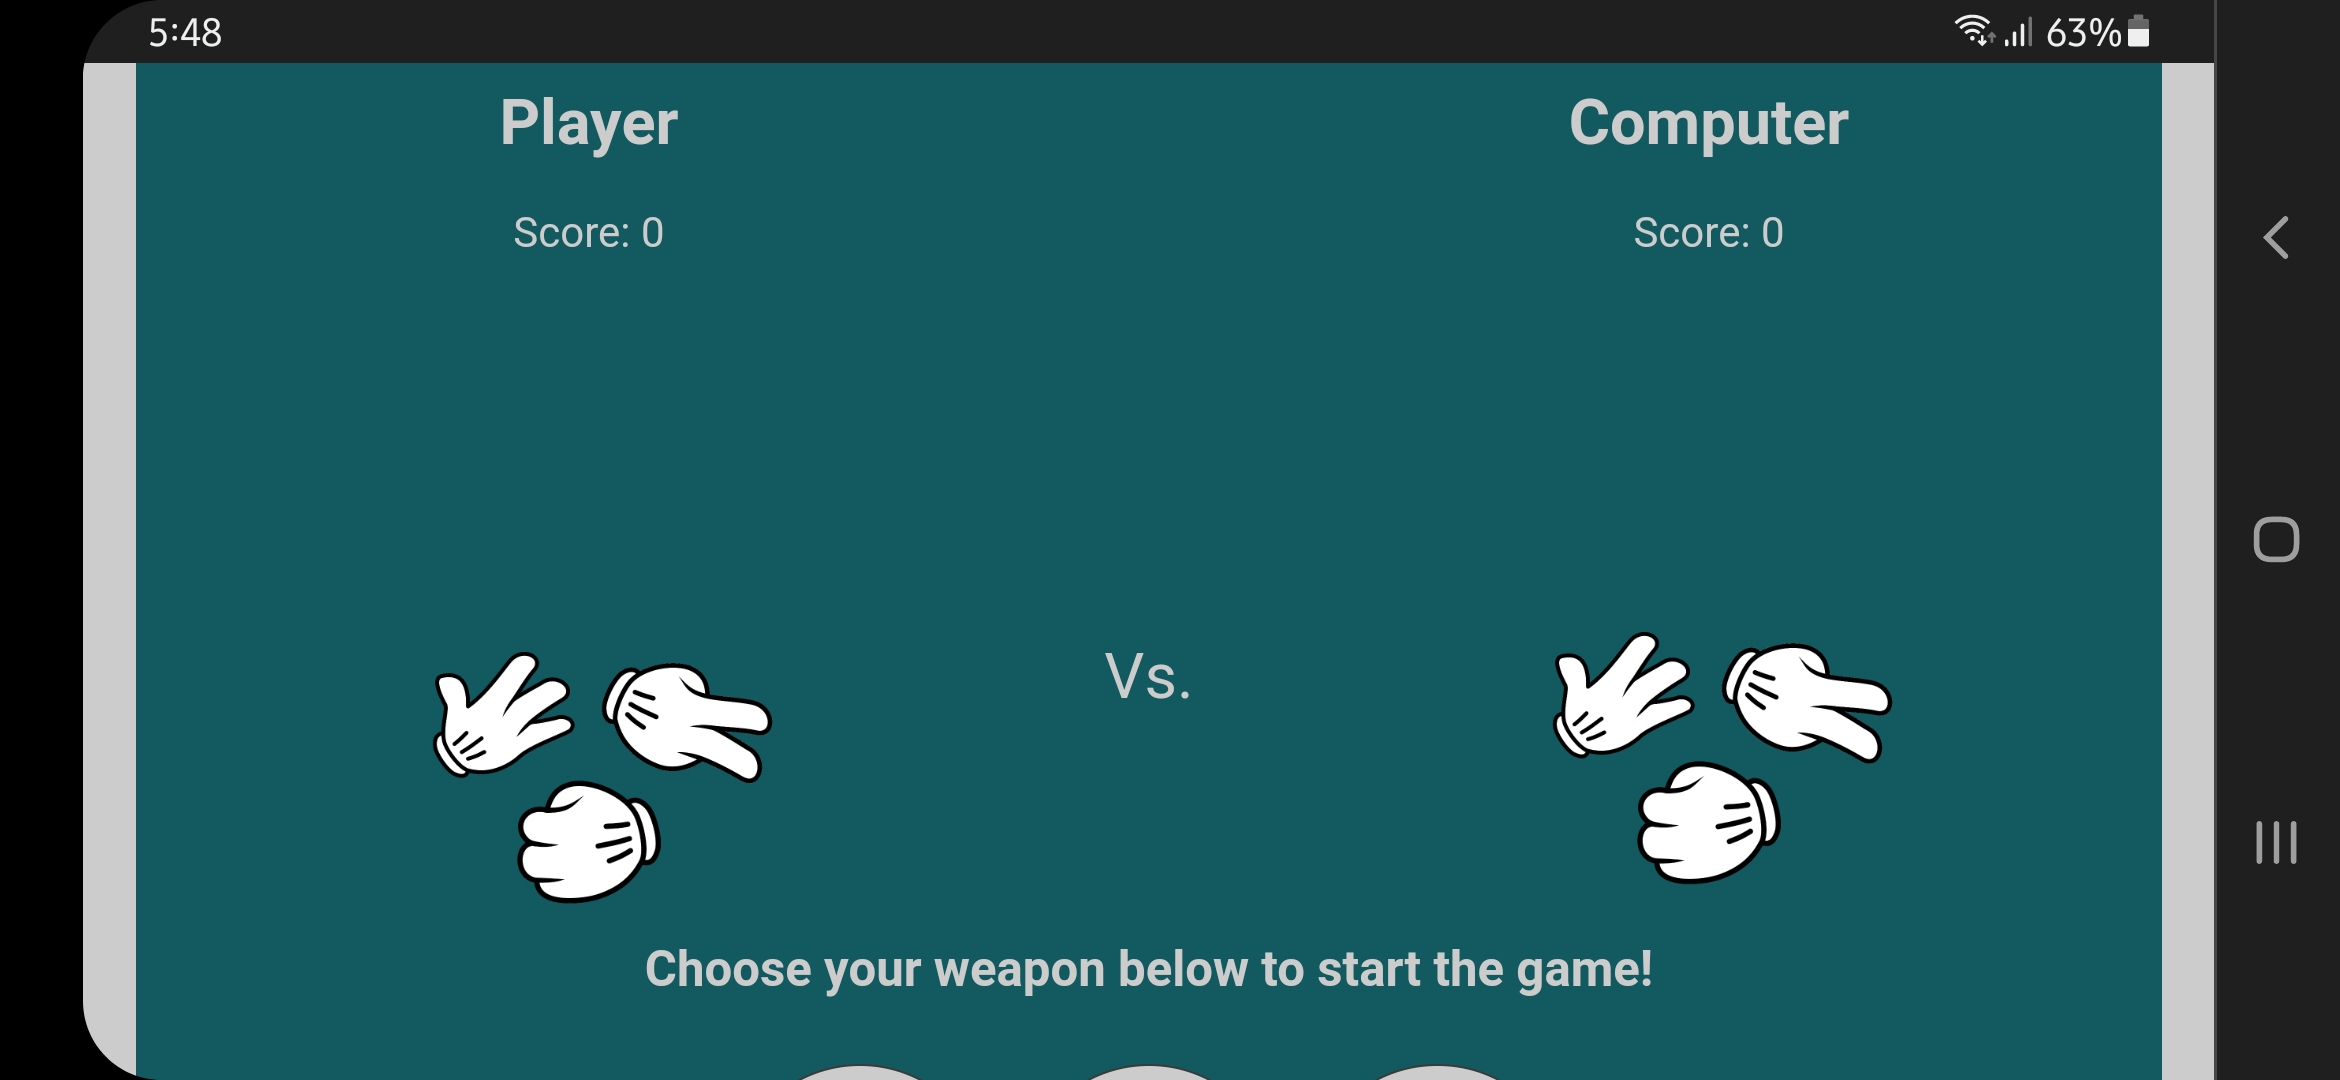 5:48
63%
Player
Computer
Score: 0
Score: 0
Vs.
Choose your weapon below to start the game!